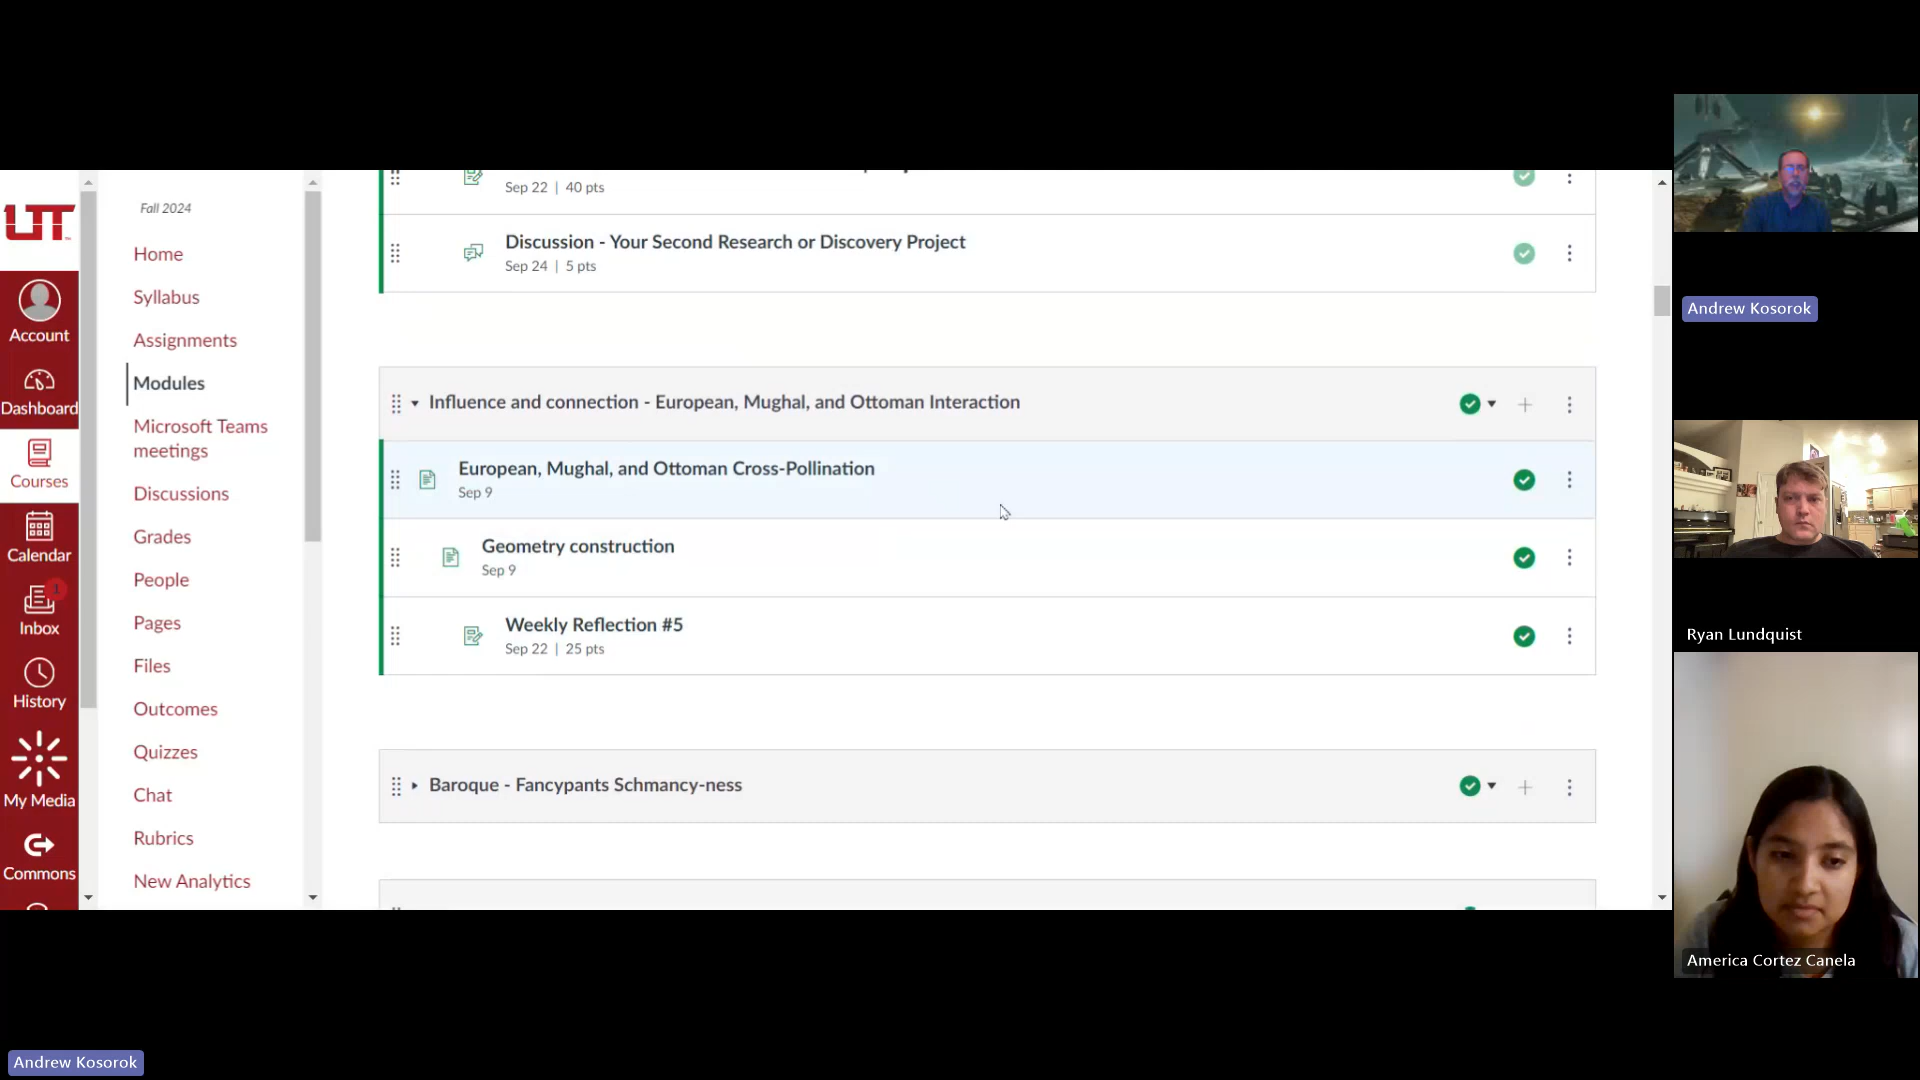 Sep 22 | 40 pts
Discussion - Your Second Research or Discovery Project
Sep 24 | 5 pts
Influence and connection - European, Mughal, and Ottoman Interaction
European, Mughal, and Ottoman Cross-Pollination
Sep 9
Geometry construction
Sep 9
Weekly Reflection #5
Sep 22 | 25 pts
Baroque - Fancypants Schmancy-ness
UT
Account
Dashboard
Courses
Calendar
1
Inbox
History
My Media
Commons
Fall 2024
Home
Syllabus
Assignments
Modules
Microsoft Teams
meetings
Discussions
Grades
People
Pages
Files
Outcomes
Quizzes
Chat
Rubrics
New Analytics
Andrew Kosorok
Ryan Lundquist
America Cortez Canela
Andrew Kosorok